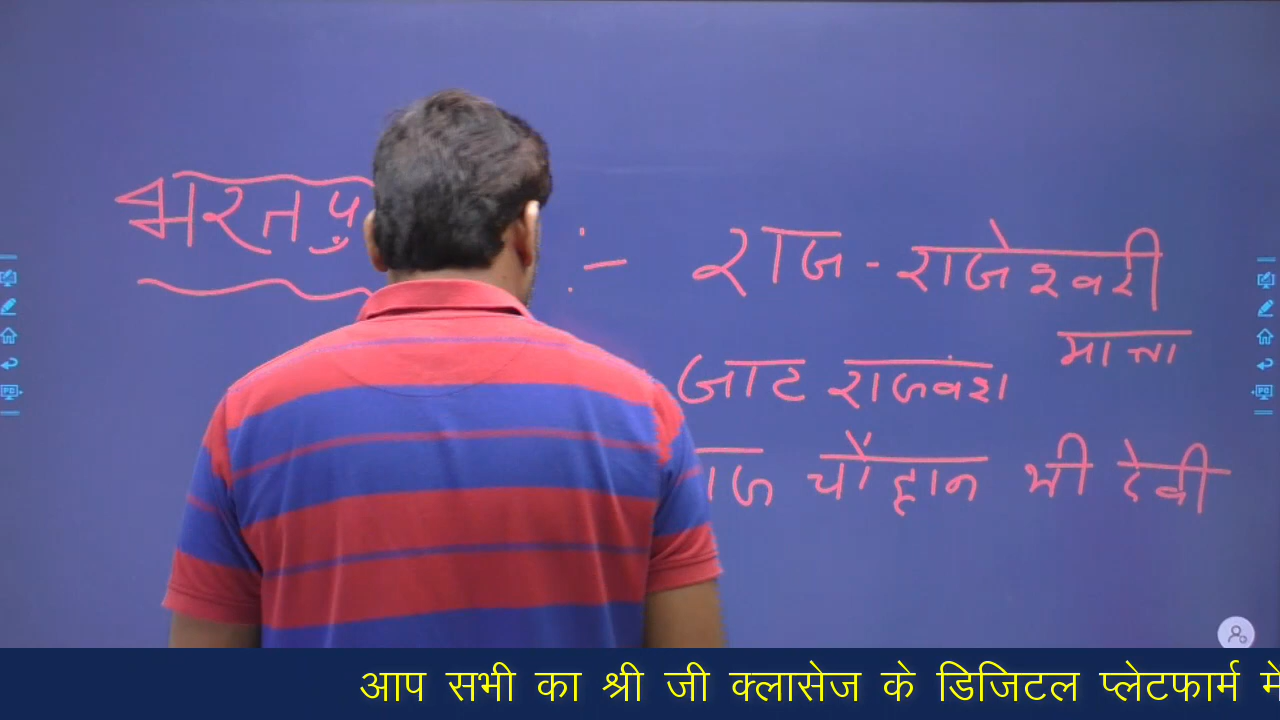 भरतपु :- राज - राजेश्वरी
माता
जाट राजवंश
ाज चौहान भी देवी
आप सभी का श्री जी क्लासेज के डिजिटल प्लेटफार्म मे